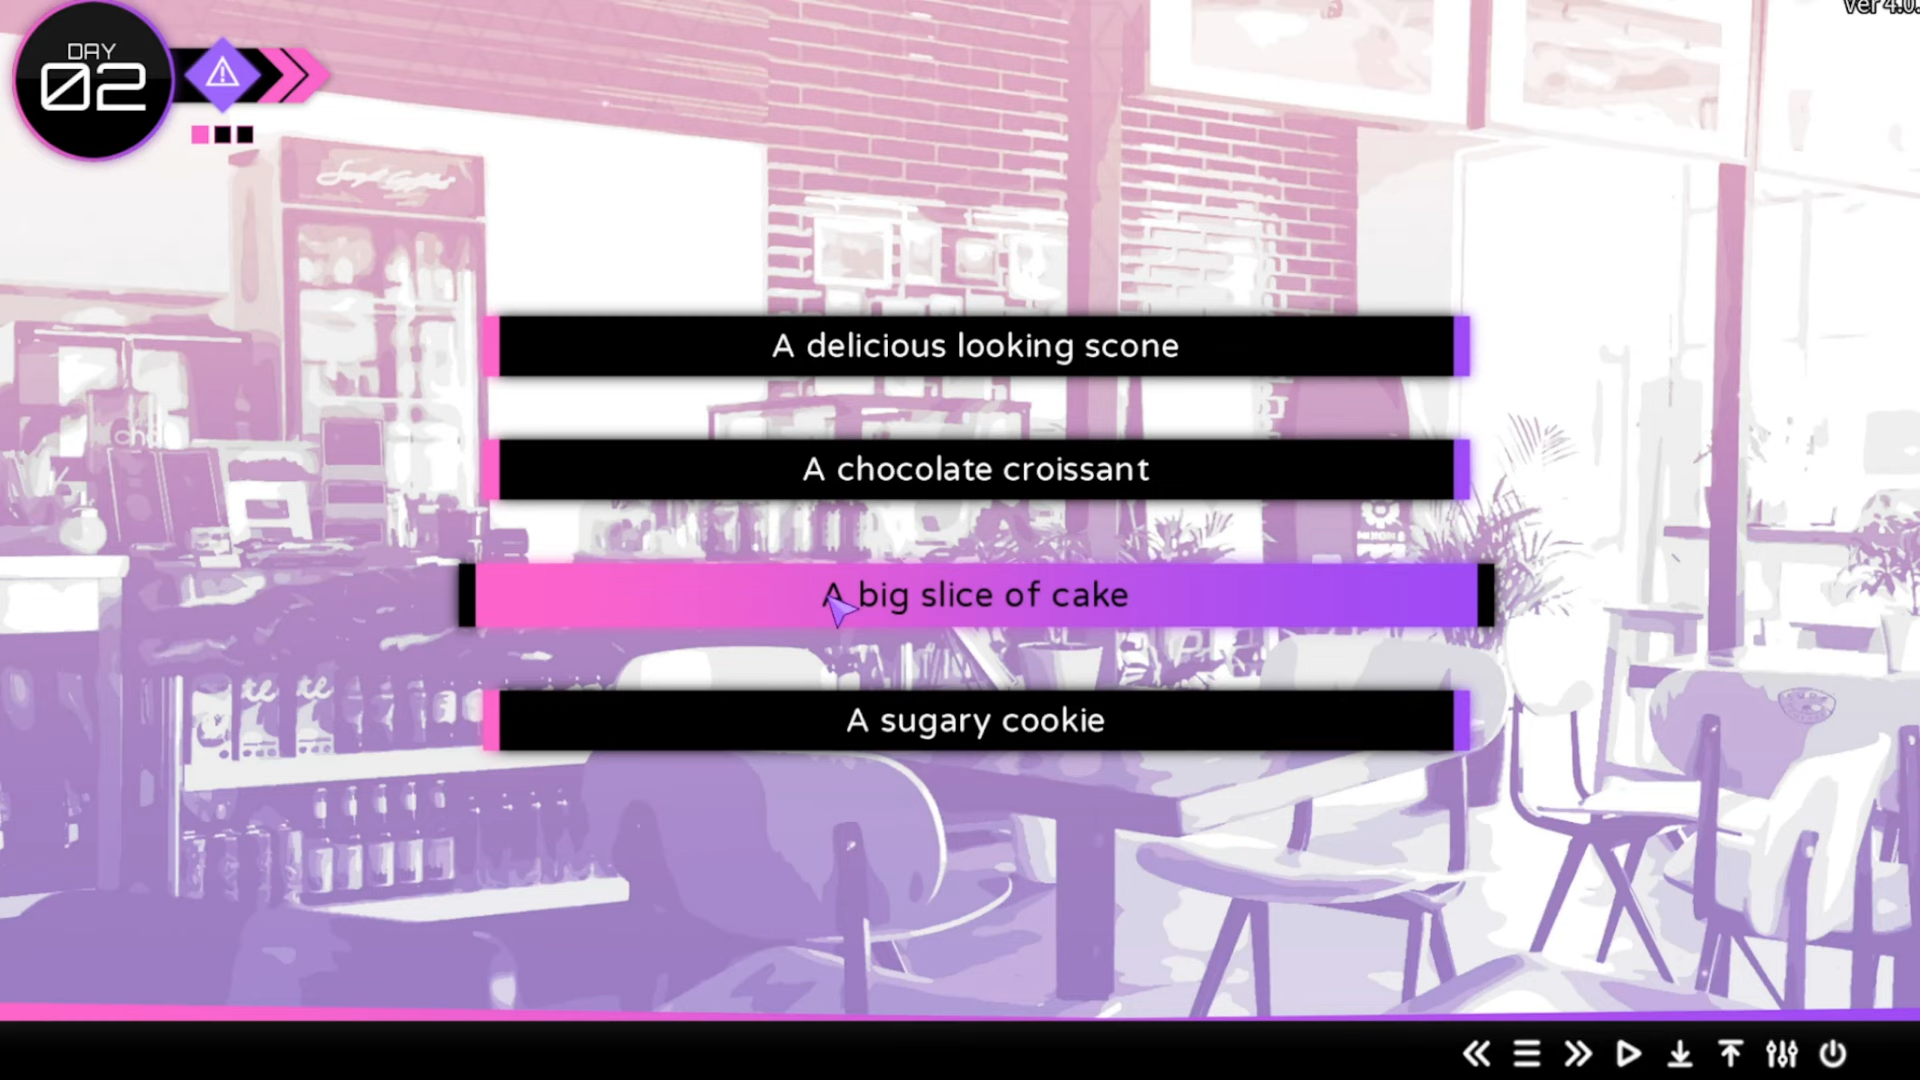 DAY
02
A delicious looking scone
A chocolate croissant
A big slice of cake
A sugary cookie